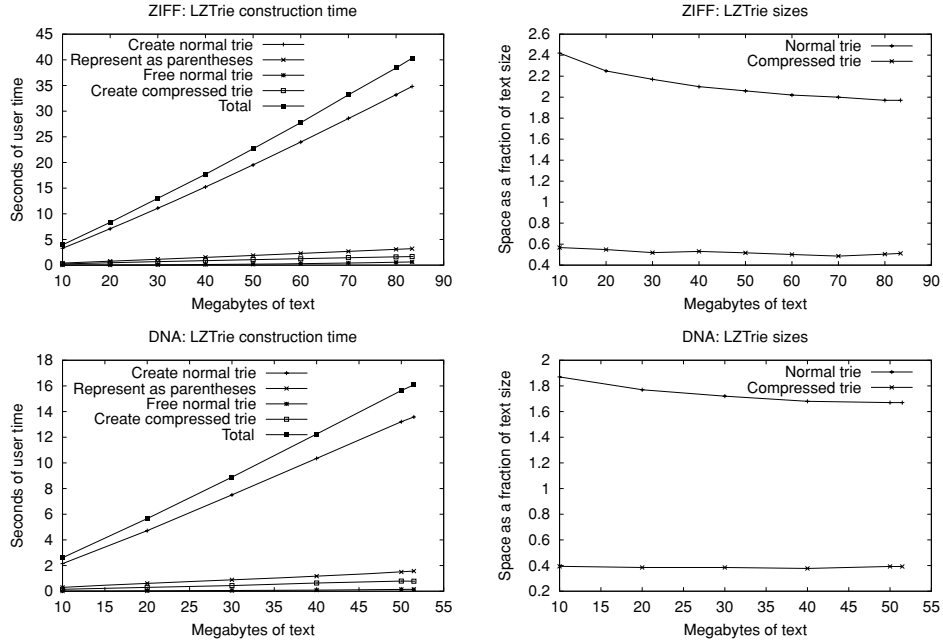 ZIFF: LZTrie construction time
Seconds of user time
45
40
35
30
25
20
15
10
5
0
Create normal trie
Represent as parentheses
Free normal trie
Create compressed trie
Total
10 20 30 40 50 60 70 80 90
Megabytes of text
ZIFF: LZTrie sizes
Space as a fraction of text size
2.6
2.4
2.2
2
1.8
1.6
1.4
1.2
1
0.8
0.6
0.4
Normal trie
Compressed trie
10 20 30 40 50 60 70 80 90
Megabytes of text
DNA: LZTrie construction time
Seconds of user time
18
16
14
12
10
8
6
4
2
0
Create normal trie
Represent as parentheses
Free normal trie
Create compressed trie
Total
10 15 20 25 30 35 40 45 50 55
Megabytes of text
DNA: LZTrie sizes
Space as a fraction of text size
2
1.8
1.6
1.4
1.2
1
0.8
0.6
0.4
0.2
Normal trie
Compressed trie
10 15 20 25 30 35 40 45 50 55
Megabytes of text